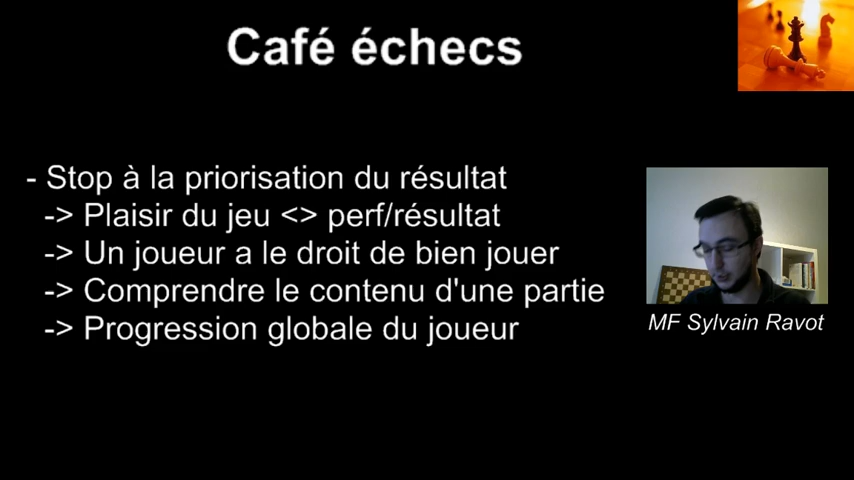 Café échecs
- Stop à la priorisation du résultat
-> Plaisir du jeu <> perf/résultat
-> Un joueur a le droit de bien jouer
-> Comprendre le contenu d'une partie
-> Progression globale du joueur
MF Sylvain Ravot